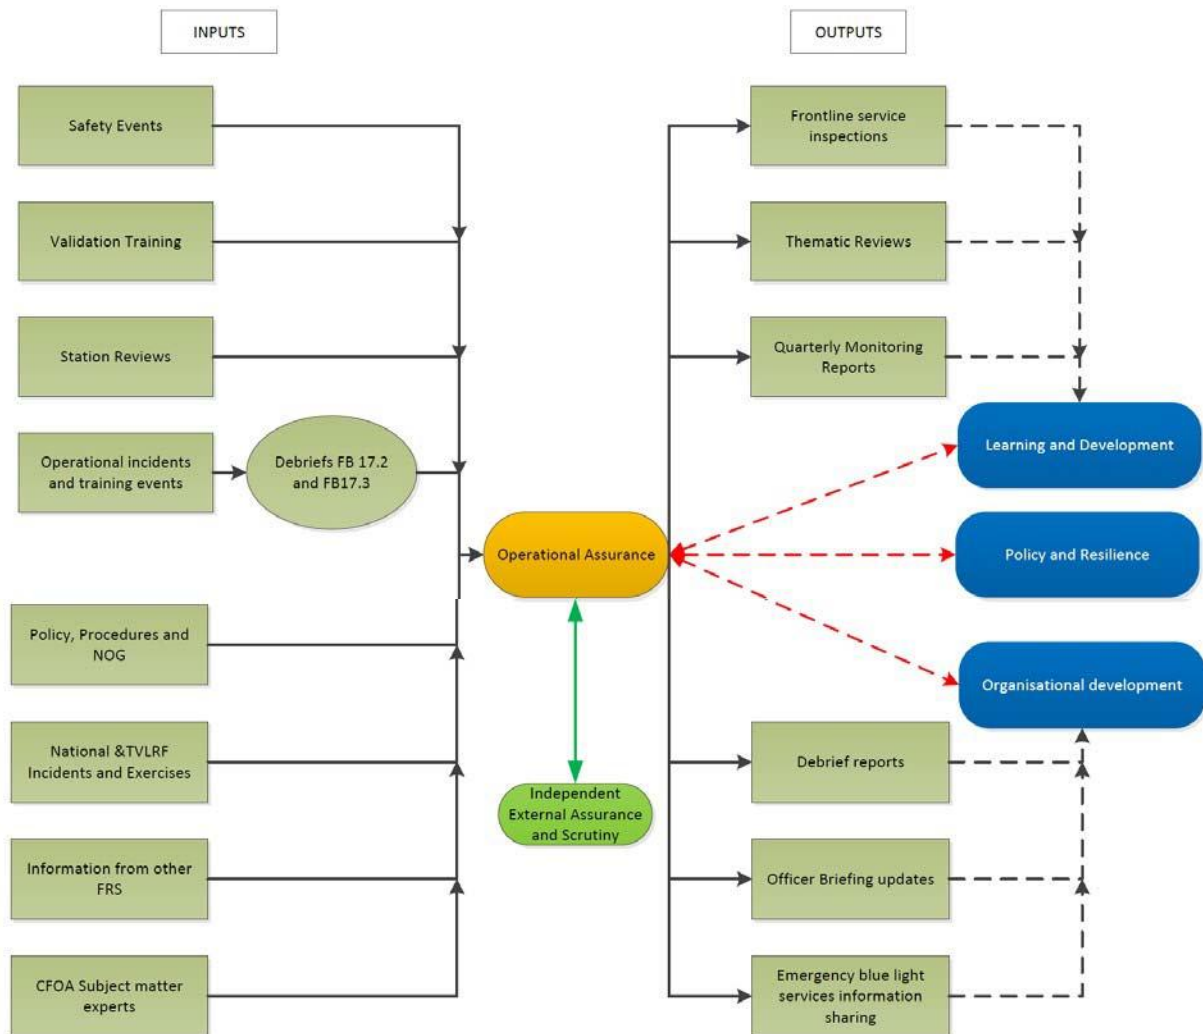 INPUTS
OUTPUTS
Safety Events
Validation Training
Station Reviews
Operational incidents
and training events
Debriefs FB 17.2
and FB17.3
Policy, Procedures and
NOG
National &TVLRF
Incidents and Exercises
Information from other
FRS
CFOA Subject matter
experts
Operational Assurance
Independent
External Assurance
and Scrutiny
Frontline service
inspections
Thematic Reviews
Quarterly Monitoring
Reports
Learning and Development
Policy and Resilience
Organisational development
Debrief reports
Officer Briefing updates
Emergency blue light
services information
sharing